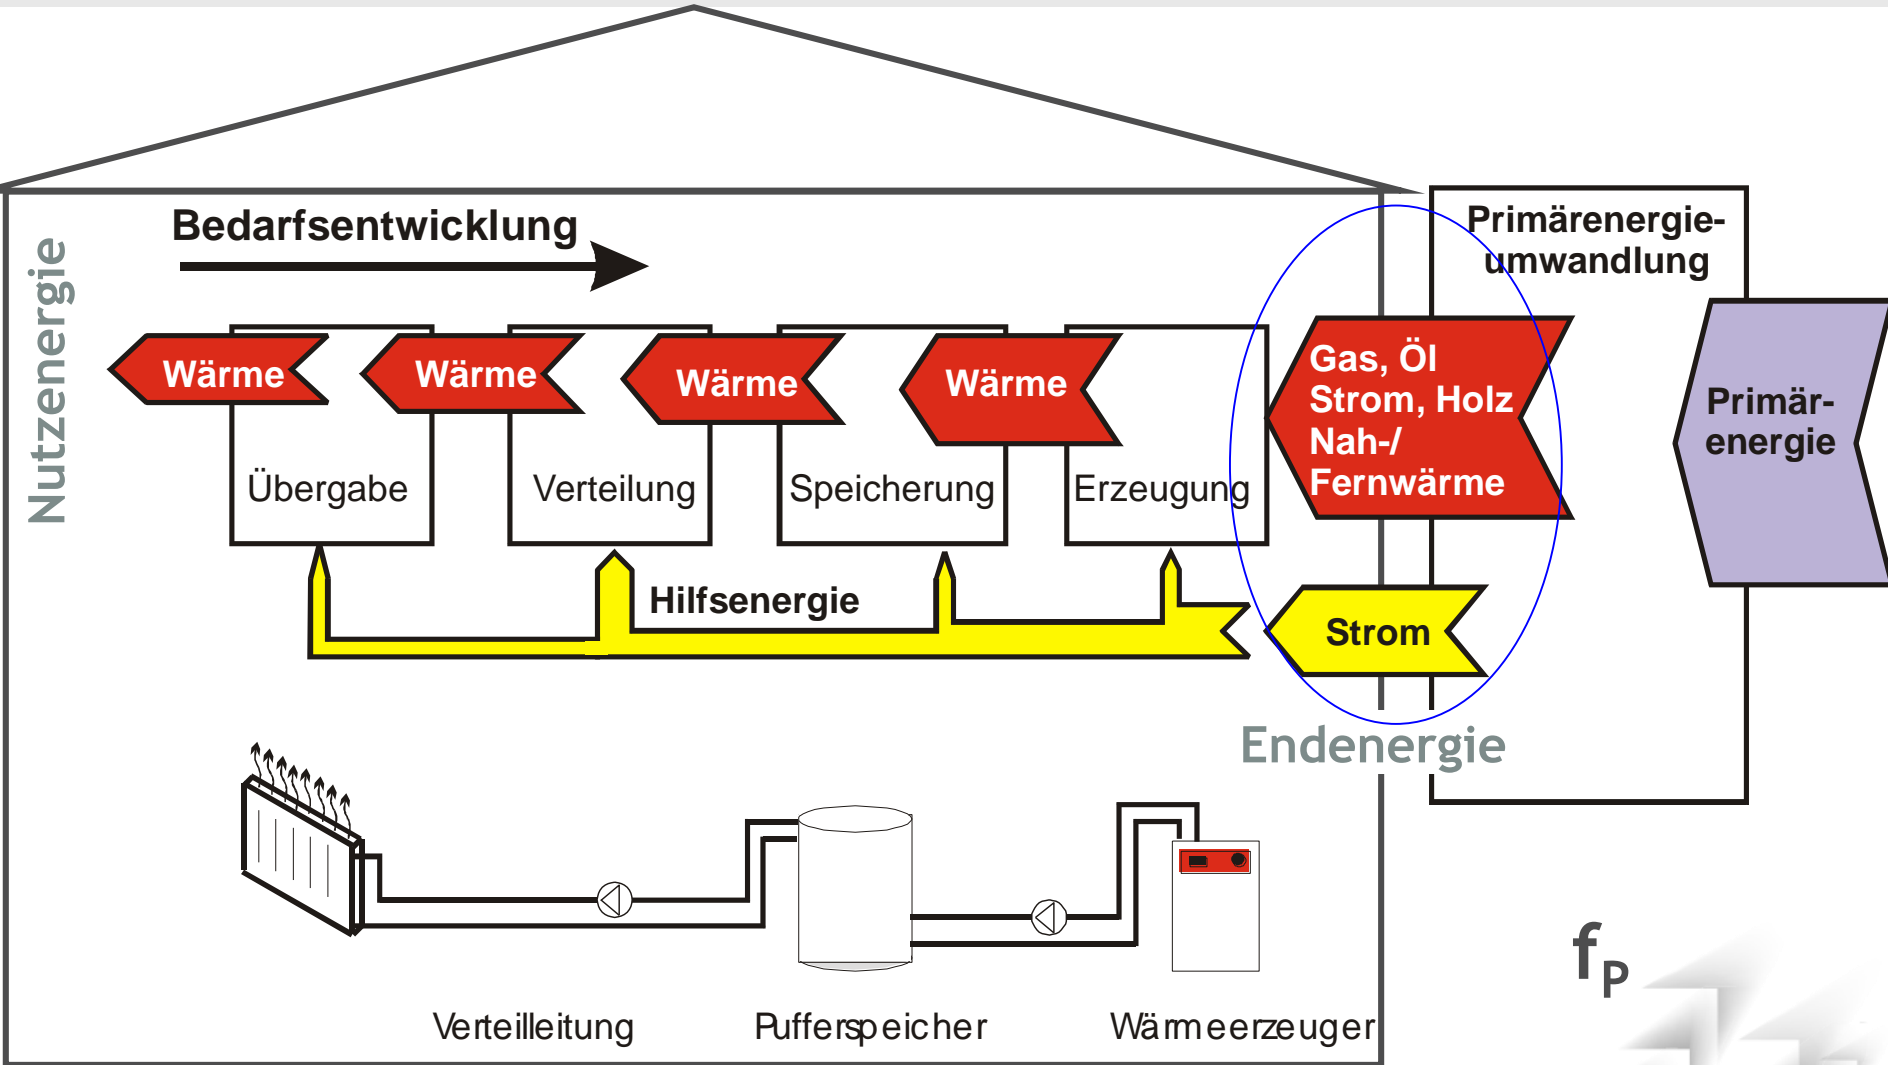 Bedarfsentwicklung
Nutzenergie
Primärenergie-
umwandlung
Wärme
Wärme
Wärme
Wärme
Gas, Öl
Strom, Holz
Nah-/
Fernwärme
Primär-
energie
Übergabe
Verteilung
Speicherung
Erzeugung
Hilfsenergie
Strom
Endenergie
fP
Verteilleitung
Pufferspeicher
Wärmeerzeuger